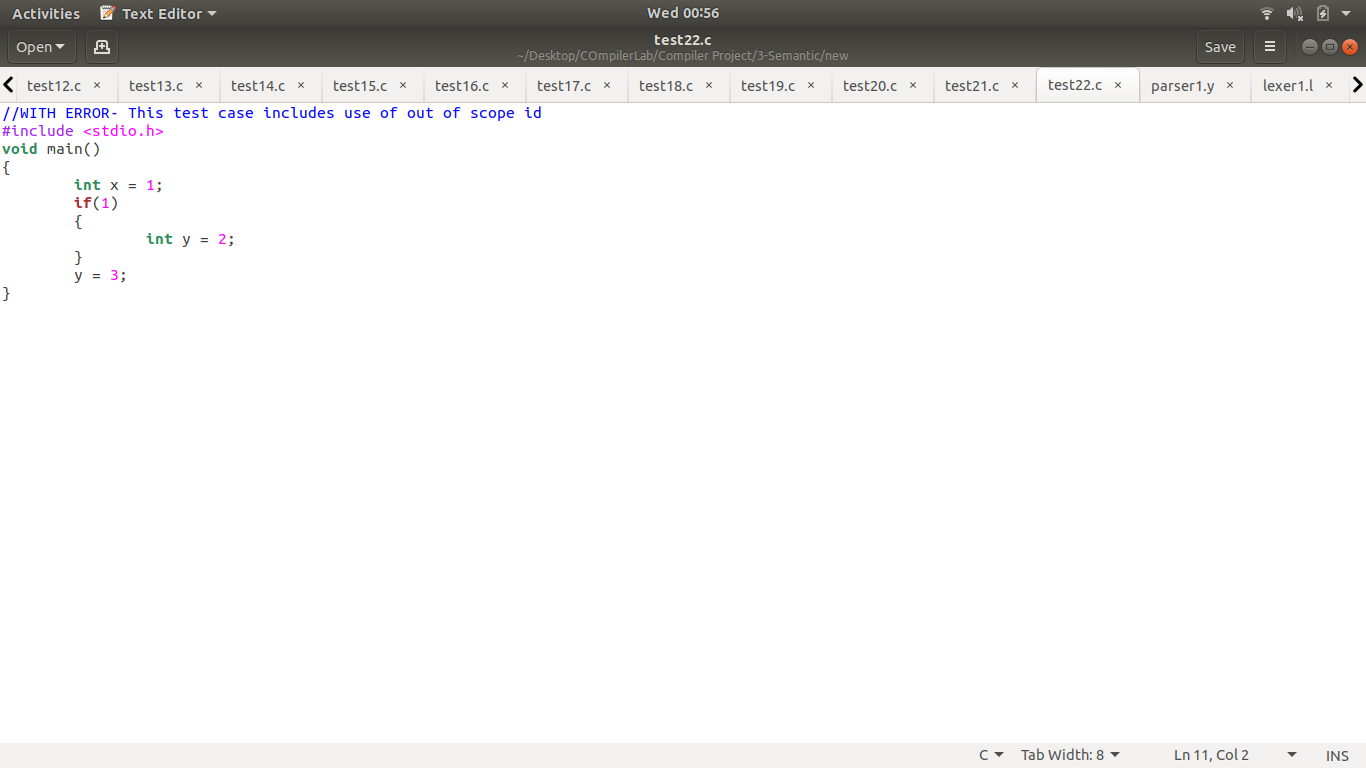 Activities Text Editor Wed 00:56
Open test22.c Save
~/Desktop/COmpilerLab/Compiler Project/3-Semantic/new
test12.c × test13.c × test14.c × test15.c × test16.c × test17.c × test18.c × test19.c × test20.c × test21.c × test22.c × parser1.y × lexer1.l ×
//WITH ERROR- This test case includes use of out of scope id
#include <stdio.h>
void main()
{
int x = 1;
if(1)
{
int y = 2;
}
y = 3;
}
C Tab Width: 8 Ln 11, Col 2 INS